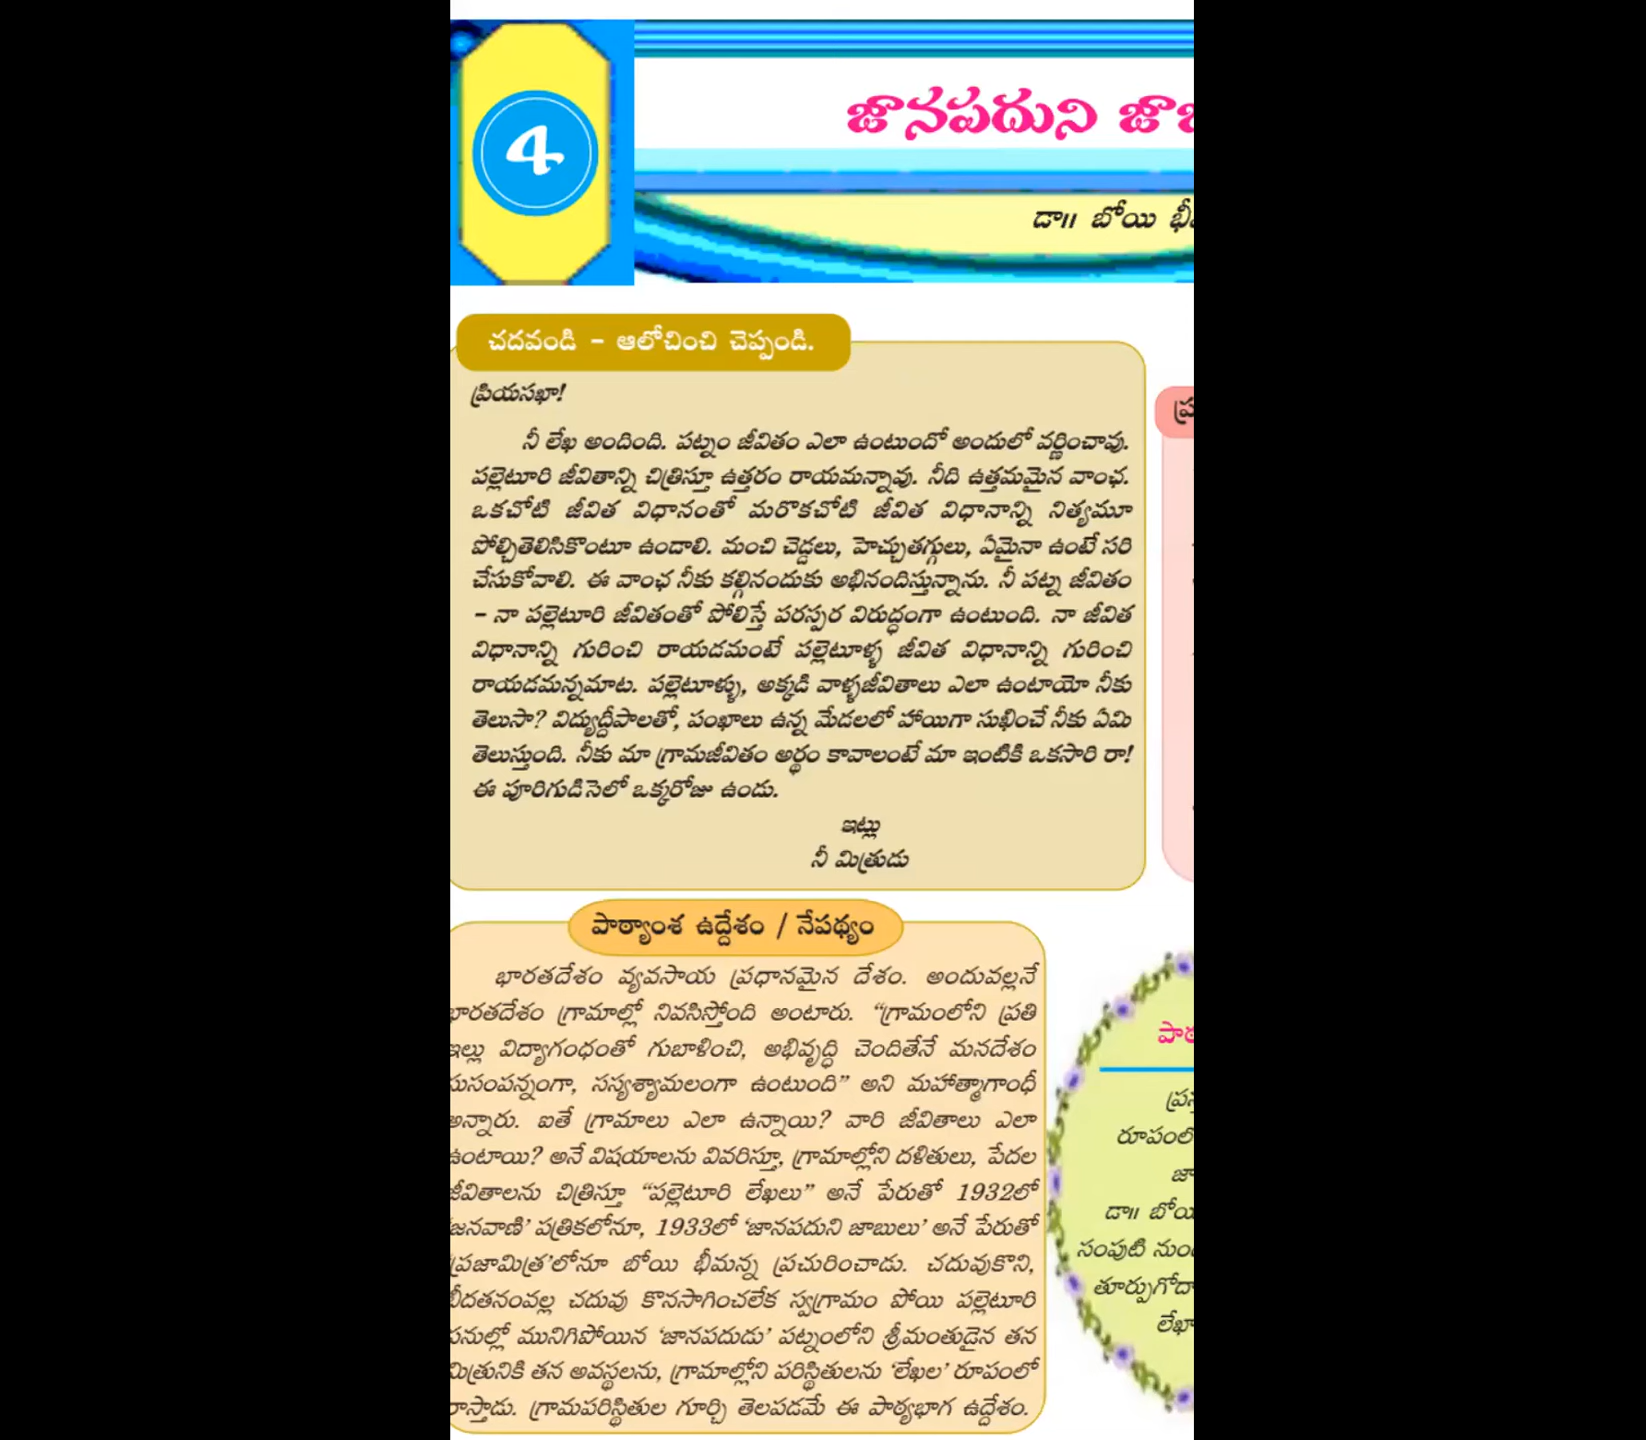 4
జానపదుని
డా॥ బోయి
చదవండి - ఆలోచించి చెప్పండి.
ప్రియసఖా!
నీ లేఖ అందింది. పట్నం జీవితం ఎలా ఉంటుందో అందులో వర్ణించావు.
పల్లెటూరి జీవితాన్ని చిత్రిస్తూ ఉత్తరం రాయమన్నావు. నీది ఉత్తమమైన వాంఛ.
ఒకచోటి జీవిత విధానంతో మరొకచోటి జీవిత విధానాన్ని నిత్యమూ
పోల్చితెలిసికొంటూ ఉండాలి. మంచి చెడ్డలు, హెచ్చుతగ్గులు, ఏమైనా ఉంటే సరి
చేసుకోవాలి. ఈ వాంఛ నీకు కల్గినందుకు అభినందిస్తున్నాను. నీ పట్న జీవితం
- నా పల్లెటూరి జీవితంతో పోలిస్తే పరస్పర విరుద్ధంగా ఉంటుంది. నా జీవిత
విధానాన్ని గురించి రాయడమంటే పల్లెటూళ్ళ జీవిత విధానాన్ని గురించి
రాయడమన్నమాట. పల్లెటూళ్ళు, అక్కడి వాళ్ళజీవితాలు ఎలా ఉంటాయో నీకు
తెలుసా? విద్యుద్దీపాలతో, పంఖాలు ఉన్న మేడలలో హాయిగా సుఖించే నీకు ఏమి
తెలుస్తుంది. నీకు మా గ్రామజీవితం అర్థం కావాలంటే మా ఇంటికి ఒకసారి రా!
ఈ పూరిగుడిసెలో ఒక్కరోజు ఉండు.
ఇట్లు
నీ మిత్రుడు
పాఠ్యాంశ ఉద్దేశం / నేపథ్యం
భారతదేశం వ్యవసాయ ప్రధానమైన దేశం. అందువల్లనే
భారతదేశం గ్రామాల్లో నివసిస్తోంది అంటారు. “గ్రామంలోని ప్రతి
ఇల్లు విద్యాగంధంతో గుబాళించి, అభివృద్ధి చెందితేనే మనదేశం
సుసంపన్నంగా, సస్యశ్యామలంగా ఉంటుంది” అని మహాత్మాగాంధీ
అన్నారు. ఐతే గ్రామాలు ఎలా ఉన్నాయి? వారి జీవితాలు ఎలా
ఉంటాయి? అనే విషయాలను వివరిస్తూ, గ్రామాల్లోని దళితులు, పేదల
జీవితాలను చిత్రిస్తూ “పల్లెటూరి లేఖలు” అనే పేరుతో 1932లో
జనవాణి’ పత్రికలోనూ, 1933లో ‘జానపదుని జాబులు’ అనే పేరుతో
ప్రజామిత్ర’లోనూ బోయి భీమన్న ప్రచురించాడు. చదువుకొని,
బీదతనంవల్ల చదువు కొనసాగించలేక స్వగ్రామం పోయి పల్లెటూరి
పనుల్లో మునిగిపోయిన ‘జానపదుడు’ పట్నంలోని శ్రీమంతుడైన తన
మిత్రునికి తన అవస్థలను, గ్రామాల్లోని పరిస్థితులను ‘లేఖల’ రూపంలో
రాస్తాడు. గ్రామపరిస్థితుల గూర్చి తెలపడమే ఈ పాఠ్యభాగ ఉద్దేశం.
డా॥ బోయి
సంపుటి